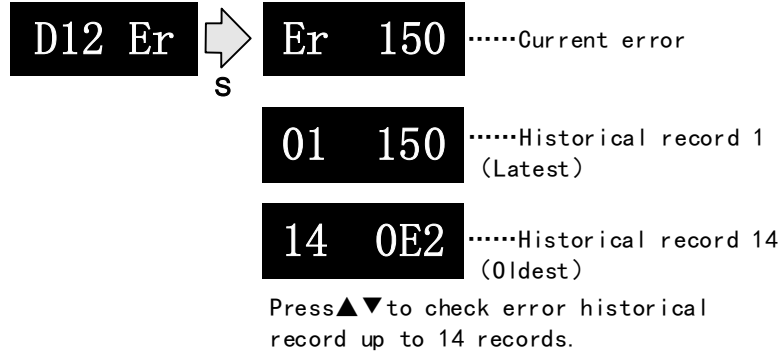 D12 Er
S
Er 150 ……Current error
01 150 ……Historical record 1
（Latest）
14 0E2 ……Historical record 14
（Oldest）
Press▲▼to check error historical
record up to 14 records.